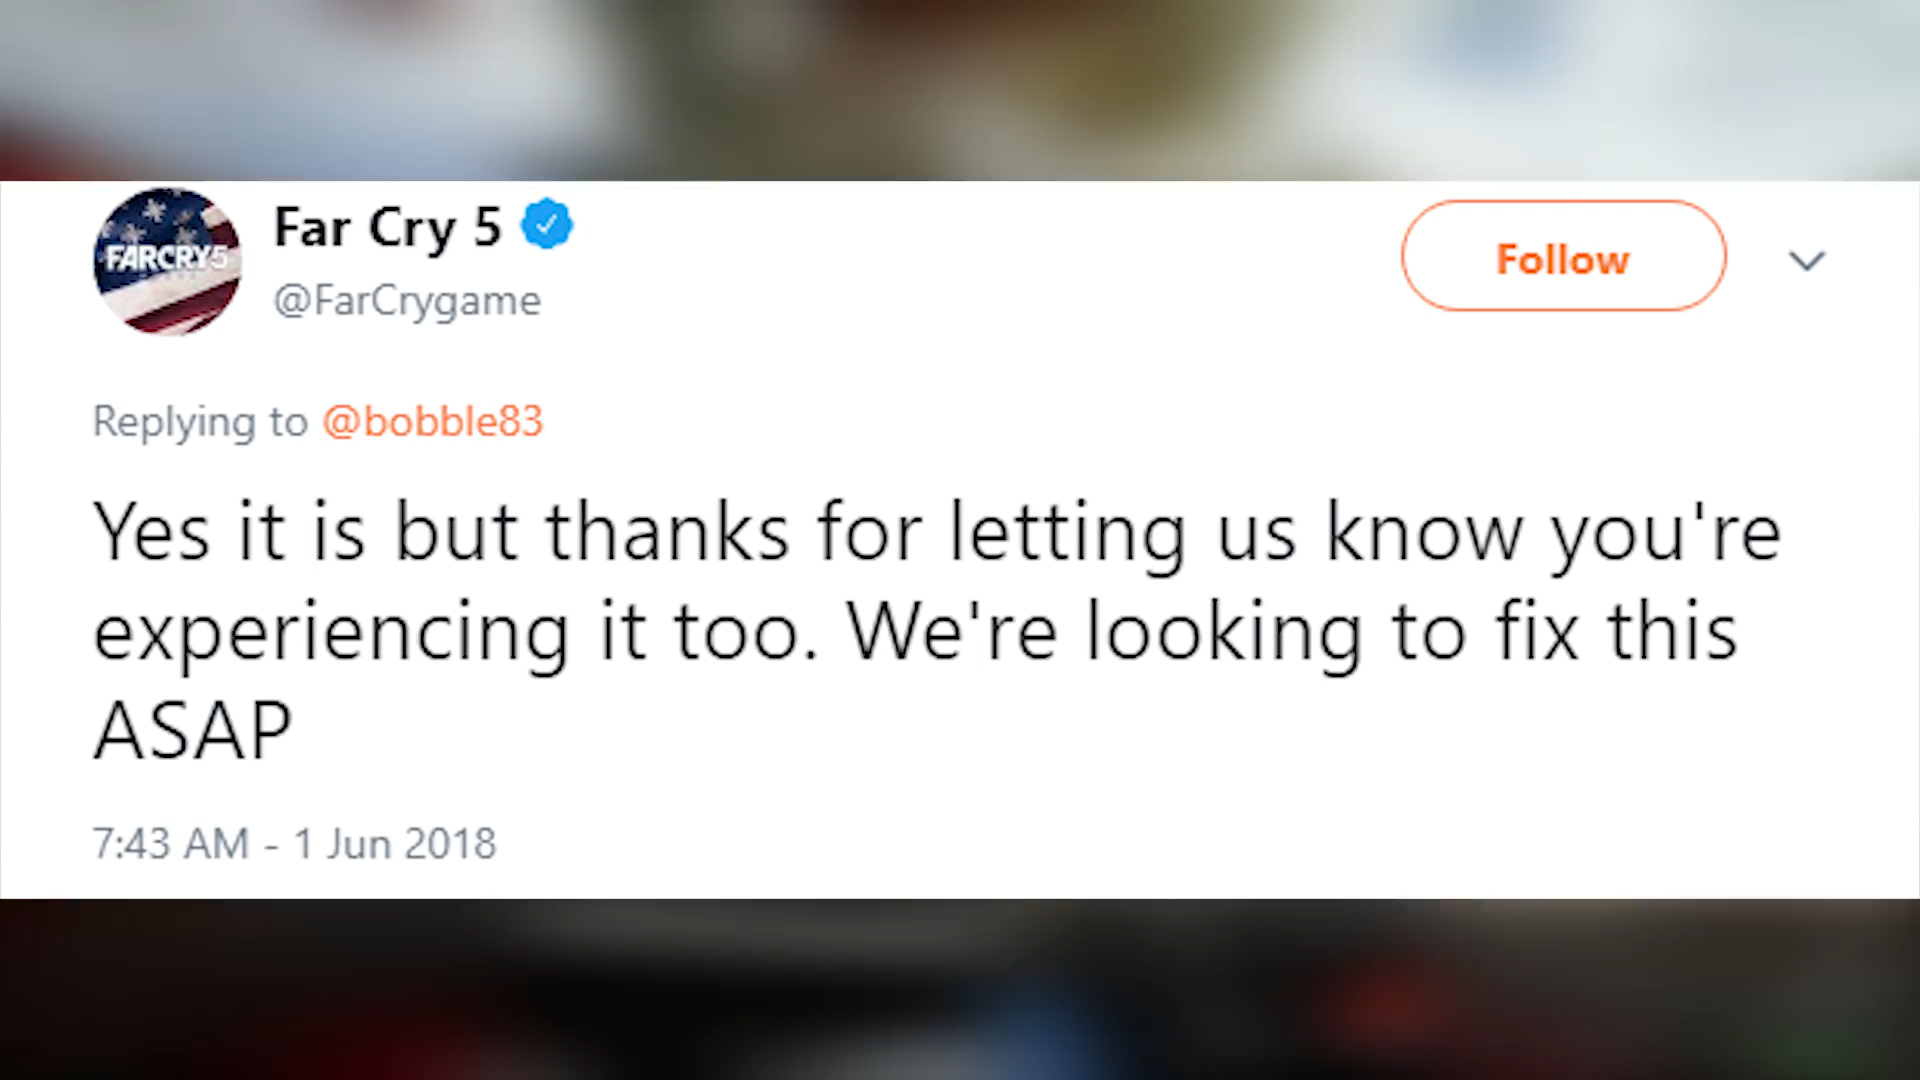 FARCRY5
Far Cry 5
@FarCrygame
Follow
Replying to @bobble83
Yes it is but thanks for letting us know you're
experiencing it too. We're looking to fix this
ASAP
7:43 AM - 1 Jun 2018